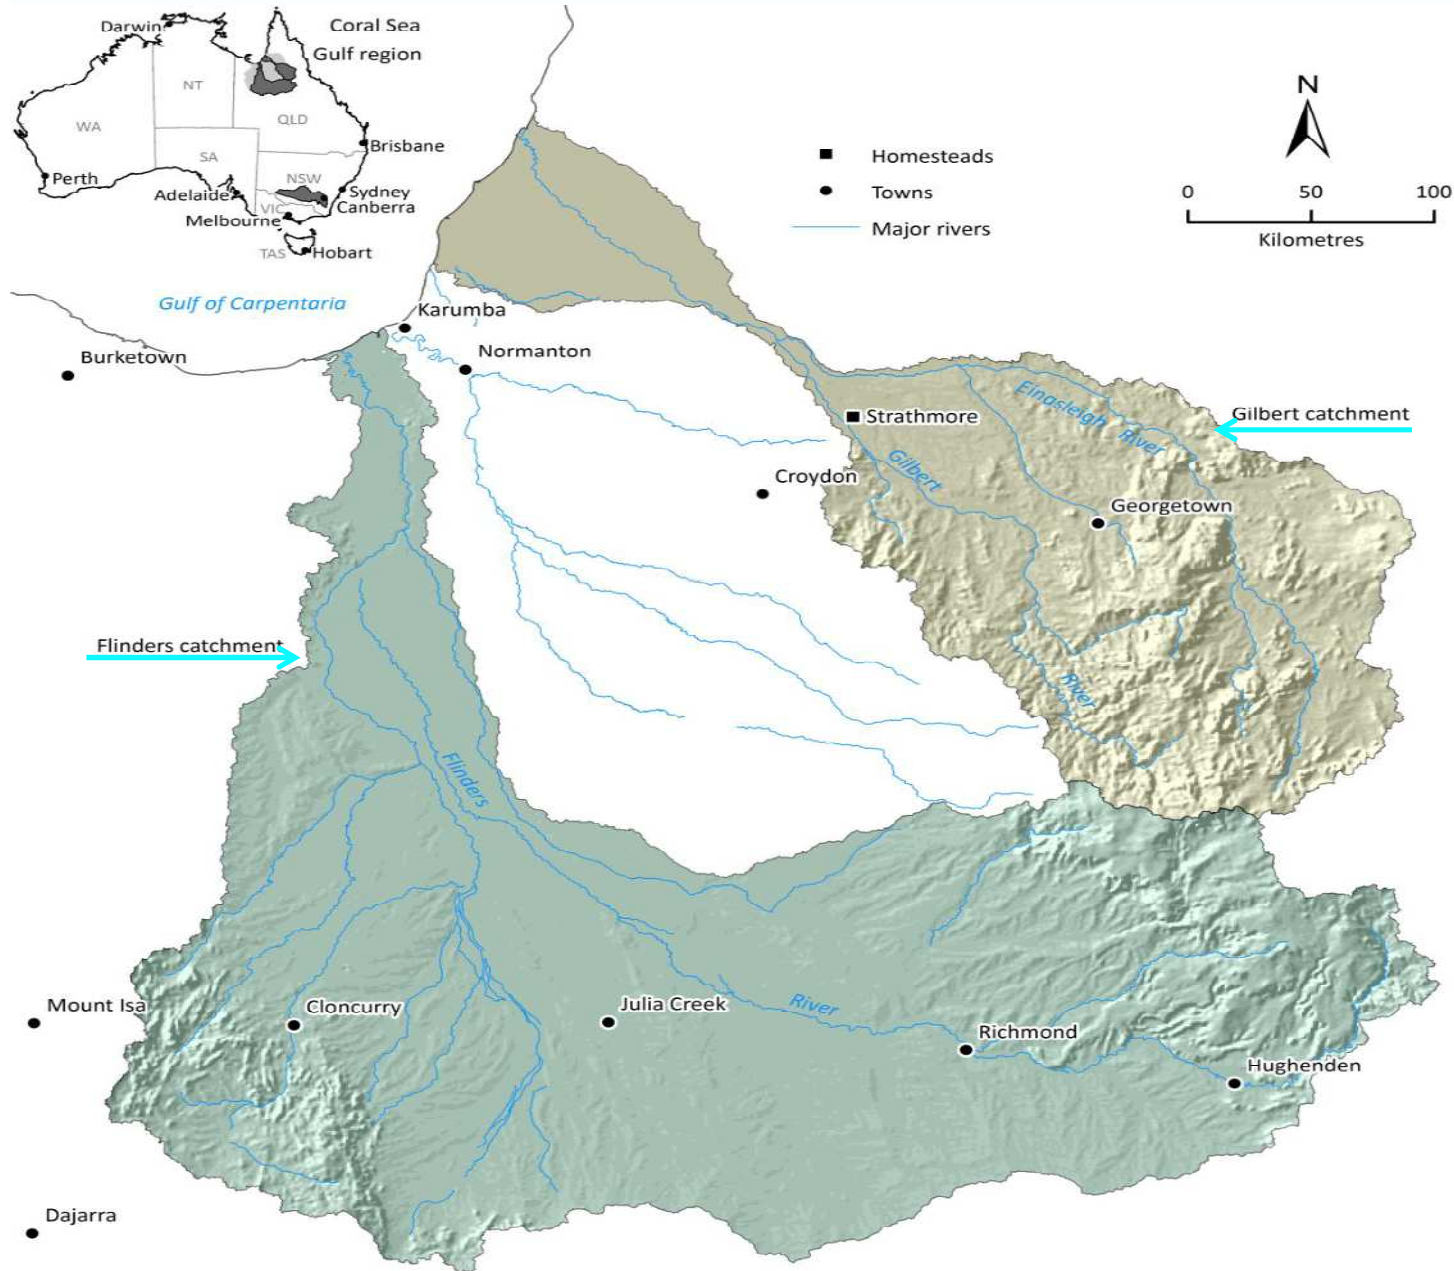 Darwin
Coral Sea
Gulf region
NT
WA
QLD
SA
Brisbane
Perth
NSW
Adelaide
Sydney
VIC
Canberra
Melbourne
TAS
Hobart
N
Homesteads
Towns
Major rivers
0 50 100
Kilometres
Gulf of Carpentaria
Karumba
Burketown
Normanton
Strathmore
Einasleigh River
Gilbert catchment
Gilbert
Croydon
Georgetown
Flinders catchment
River
Flinders
Mount Isa
Cloncurry
Julia Creek
River
Richmond
Hughenden
Dajarra